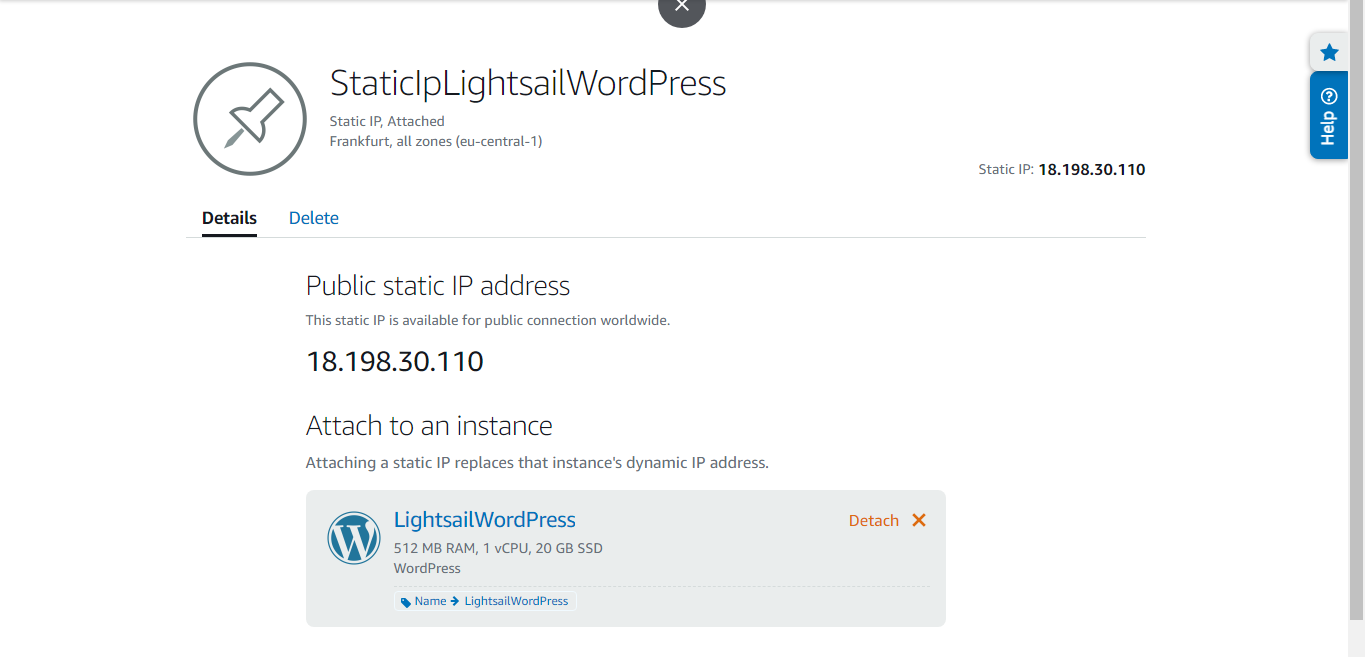 StaticIpLightsailWordPress
Static IP, Attached
Frankfurt, all zones (eu-central-1)
Static IP: 18.198.30.110
Help
Details Delete
Public static IP address
This static IP is available for public connection worldwide.
18.198.30.110
Attach to an instance
Attaching a static IP replaces that instance's dynamic IP address.
LightsailWordPress Detach
512 MB RAM, 1 vCPU, 20 GB SSD
WordPress
Name → LightsailWordPress